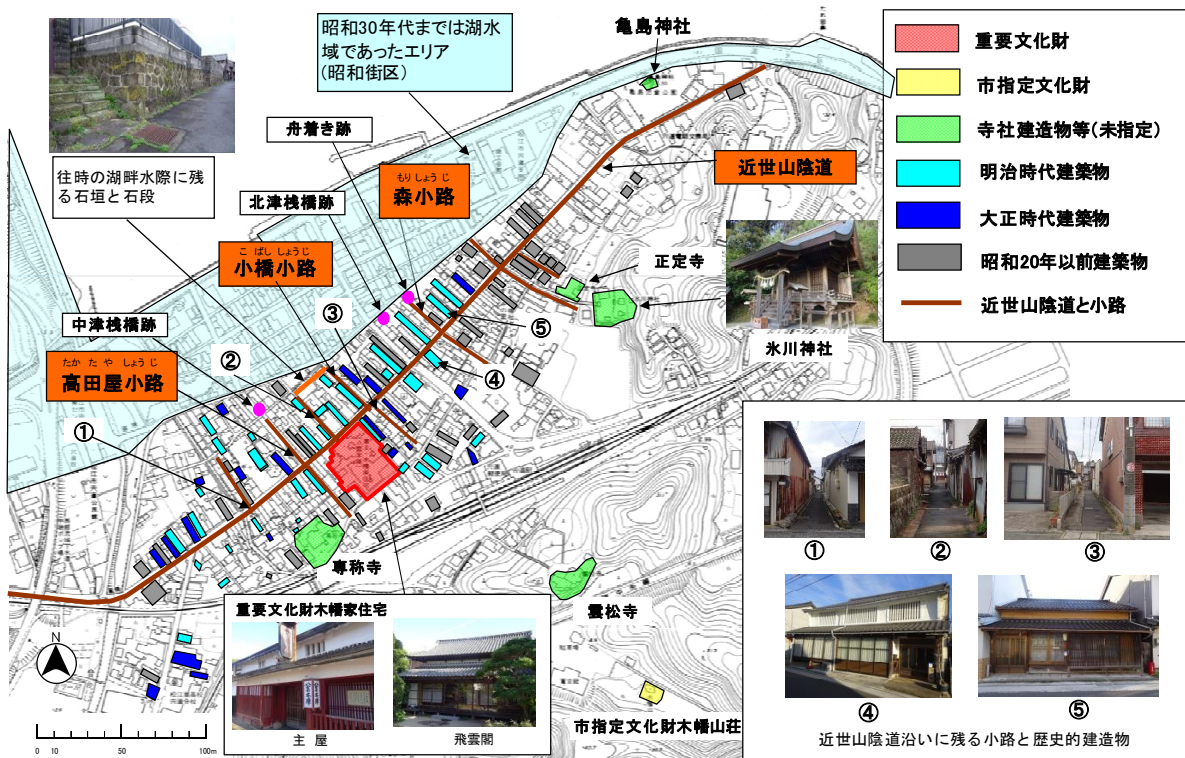 昭和30年代までは湖水
域であったエリア
(昭和街区)
亀島神社
舟着き跡
往時の湖畔水際に残
る石垣と石段
北津桟橋跡
もりしょうじ
森小路
近世山陰道
こばししょうじ
小橋小路
正定寺
中津桟橋跡
③
⑤
氷川神社
②
④
たかたやしょうじ
高田屋小路
①
専称寺
雲松寺
市指定文化財木幡山荘
重要文化財木幡家住宅
主屋
飛雲閣
N
0 10 50 100m
重要文化財
市指定文化財
寺社建造物等(未指定)
明治時代建築物
大正時代建築物
昭和20年以前建築物
近世山陰道と小路
① ② ③
④ ⑤
近世山陰道沿いに残る小路と歴史的建造物